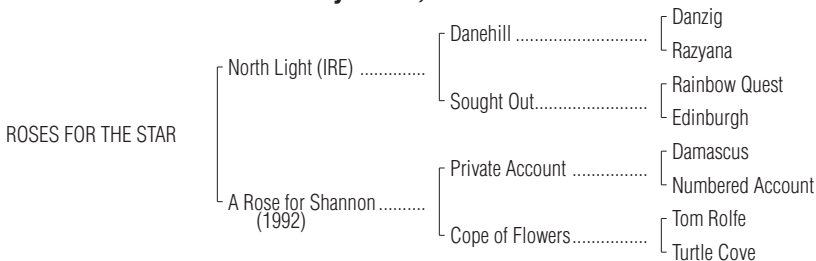 Danzig
Danehill ............................
Razyana
North Light (IRE) ..............
Rainbow Quest
Sought Out........................
Edinburgh
ROSES FOR THE STAR
Damascus
Private Account ................
Numbered Account
A Rose for Shannon..........
(1992)
Tom Rolfe
Cope of Flowers................
Turtle Cove